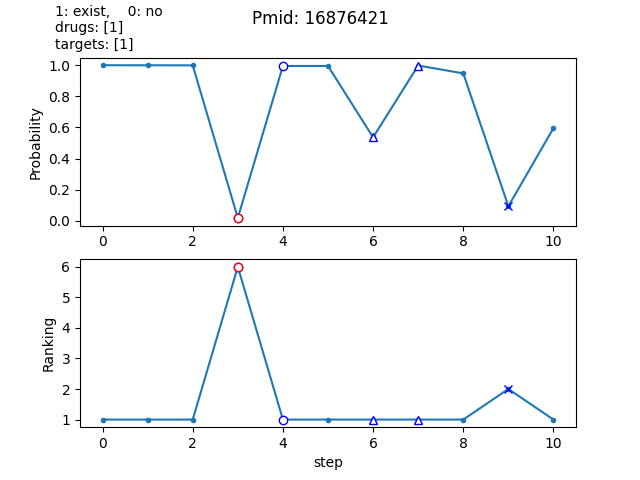 1: exist,    0: no
drugs: [1]
targets: [1]
Pmid: 16876421
Probability
1.0
0.8
0.6
0.4
0.2
0.0
0 2 4 6 8 10
Ranking
6
5
4
3
2
1
0 2 4 6 8 10
step